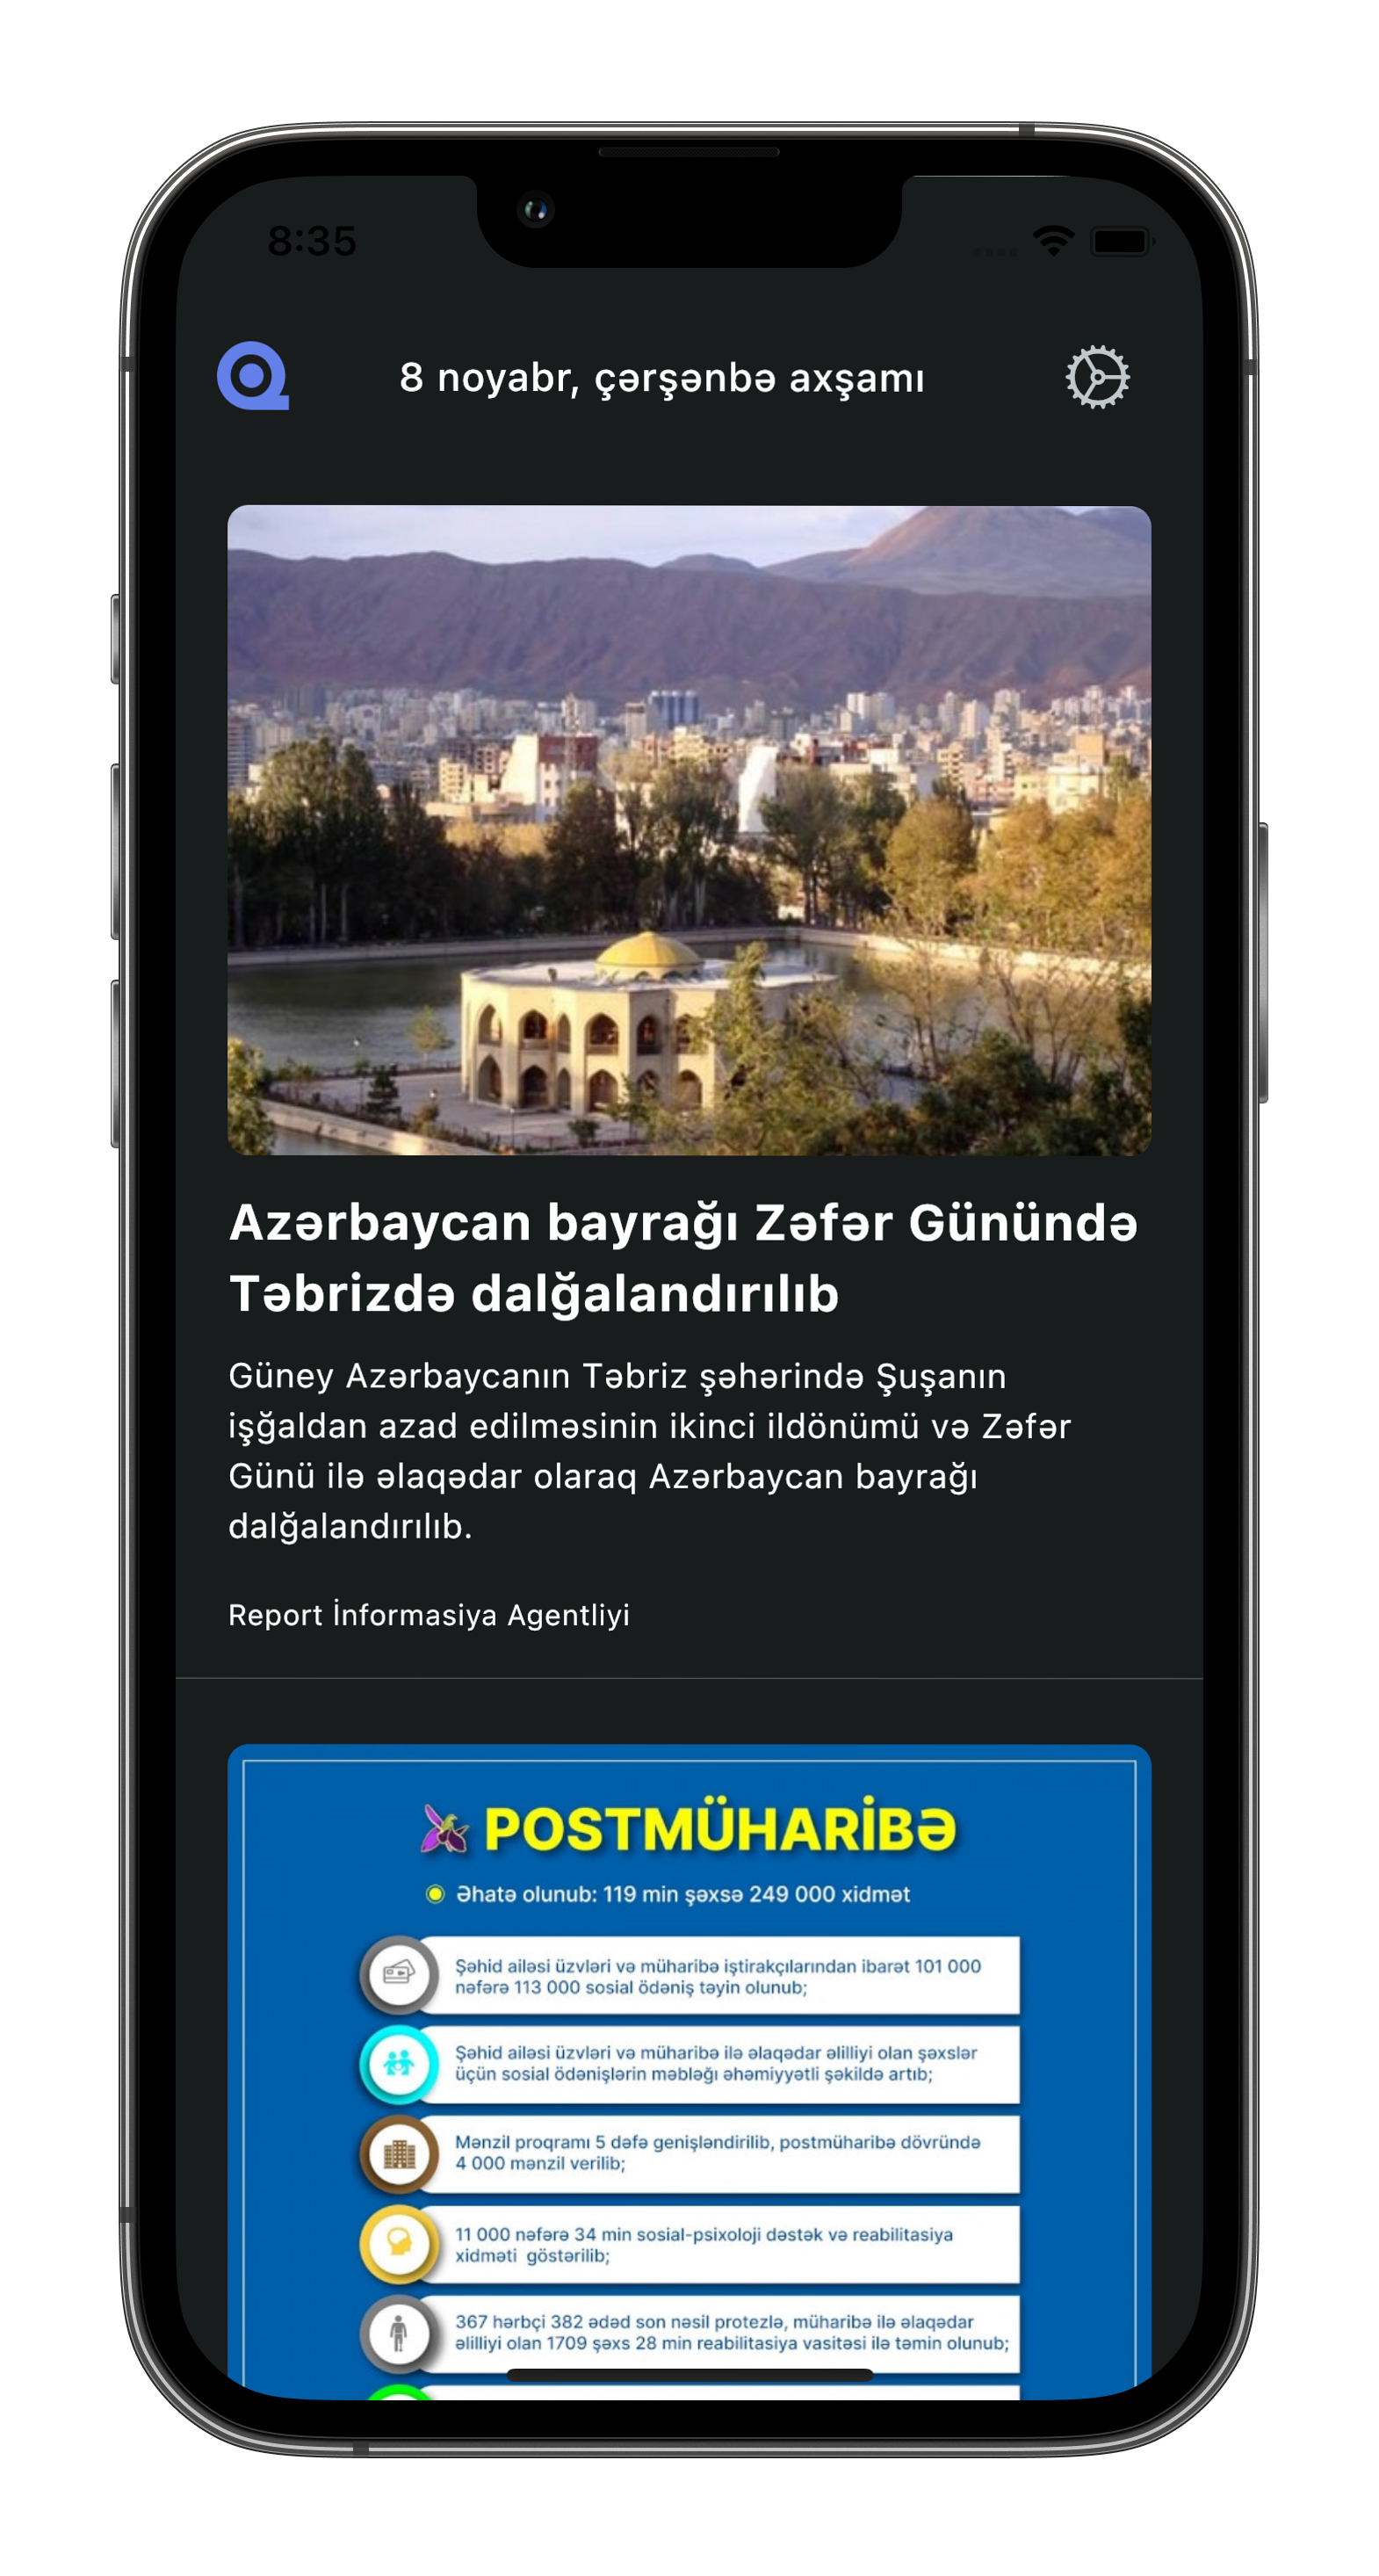 8:35
8 noyabr, çərşənbə axşamı
Azərbaycan bayrağı Zəfər Günündə
Təbrizdə dalğalandırılıb
Güney Azərbaycanın Təbriz şəhərində Şuşanın
işğaldan azad edilməsinin ikinci ildönümü və Zəfər
Günü ilə əlaqədar olaraq Azərbaycan bayrağı
dalğalandırılıb.
Report İnformasiya Agentliyi
POSTMÜHARİBƏ
Əhatə olunub: 119 min şəxsə 249 000 xidmət
Şəhid ailəsi üzvləri və müharibə iştirakçılarından ibarət 101 000
nəfərə 113 000 sosial ödəniş təyin olunub;
Şəhid ailəsi üzvləri və müharibə ilə əlaqədar əlilliyi olan şəxslər
üçün sosial ödənişlərin məbləğı əhəmiyyətli şəkildə artıb;
Mənzil proqramı 5 dəfə genişləndirilib, postmüharibə dövründə
4 000 mənzil verilib;
11 000 nəfərə 34 min sosial-psixoloji dəstək və reabilitasiya
xidməti göstərilib;
367 hərbçi 382 ədəd son nəsil protezlə, müharibə ilə əlaqədar
əlilliyi olan 1709 şəxs 28 min reabilitasiya vasitəsi ilə təmin olunub;